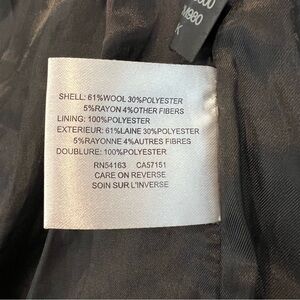 M960
K
SHELL: 61%WOOL 30%POLYESTER
5%RAYON 4%OTHER FIBERS
LINING: 100%POLYESTER
EXTERIEUR: 61%LAINE 30%POLYESTER
5%RAYONNE 4%AUTRES FIBRES
DOUBLURE: 100%POLYESTER
RN54163 CA57151
CARE ON REVERSE
SOIN SUR L'INVERSE